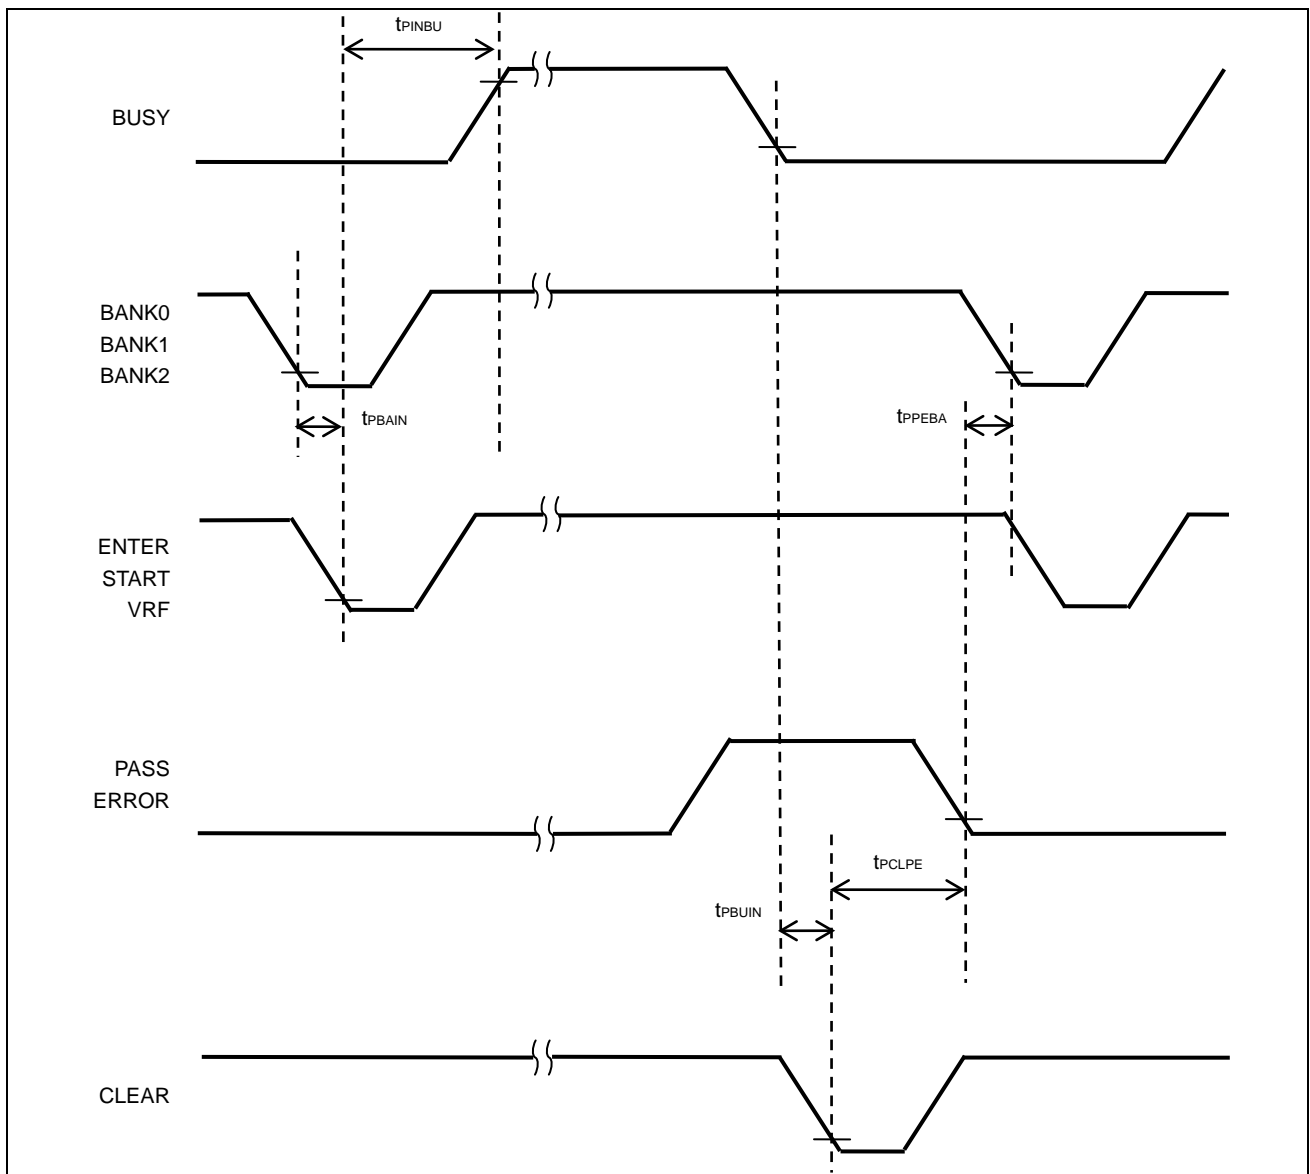 tPINBU
BUSY
BANK0
BANK1
BANK2
tPBAIN
tPPEBA
ENTER
START
VRF
PASS
ERROR
tPCLPE
tPBUIN
CLEAR